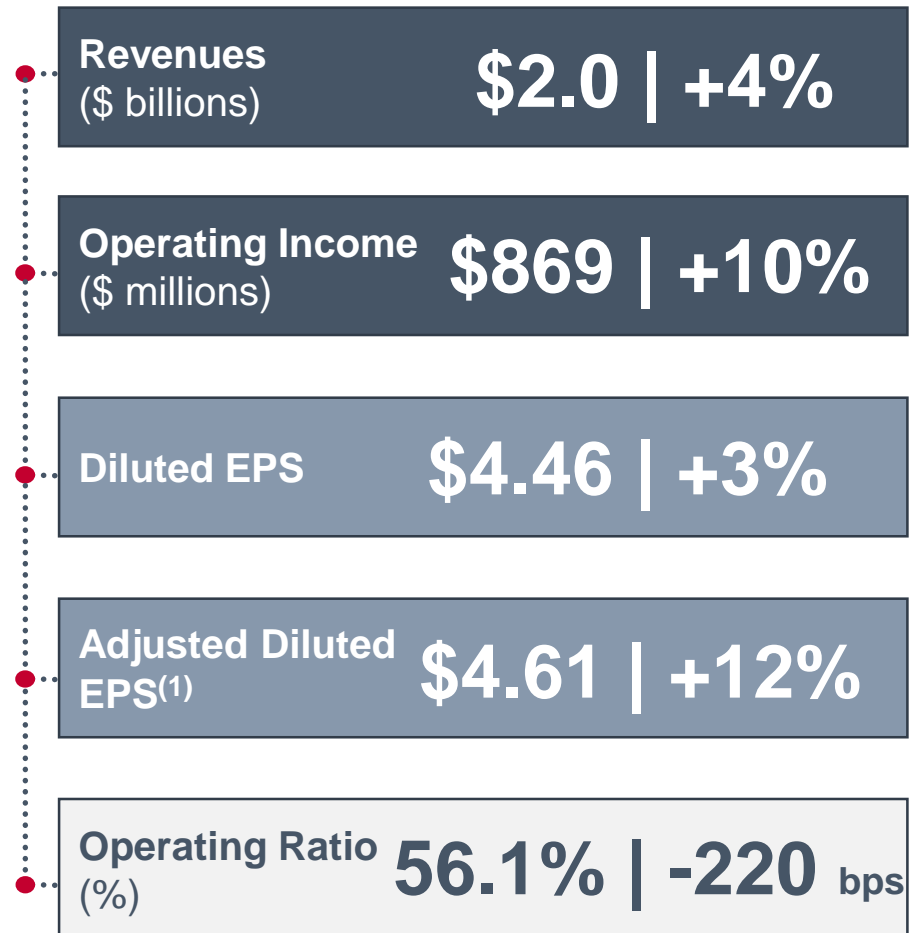 Revenues
($ billions)
$2.0 | +4%
Operating Income
($ millions)
$869 | +10%
Diluted EPS
$4.46 | +3%
Adjusted Diluted
EPS(1)
$4.61 | +12%
Operating Ratio
(%)
56.1% | -220 bps